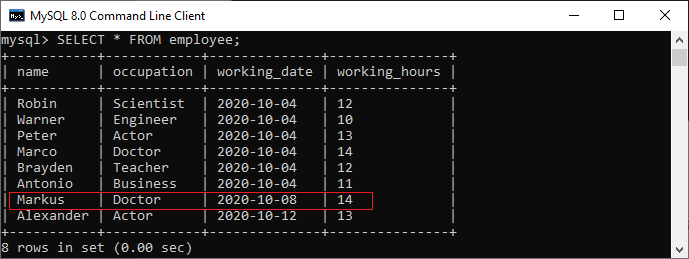 MySQL 8.0 Command Line Client
mysql> SELECT * FROM employee;
+-----------+------------+--------------+---------------+
| name      | occupation | working_date | working_hours |
+-----------+------------+--------------+---------------+
| Robin     | Scientist  | 2020-10-04   | 12            |
| Warner    | Engineer   | 2020-10-04   | 10            |
| Peter     | Actor      | 2020-10-04   | 13            |
| Marco     | Doctor     | 2020-10-04   | 14            |
| Brayden   | Teacher    | 2020-10-04   | 12            |
| Antonio   | Business   | 2020-10-04   | 11            |
| Markus    | Doctor     | 2020-10-08   | 14            |
| Alexander | Actor      | 2020-10-12   | 13            |
+-----------+------------+--------------+---------------+
8 rows in set (0.00 sec)